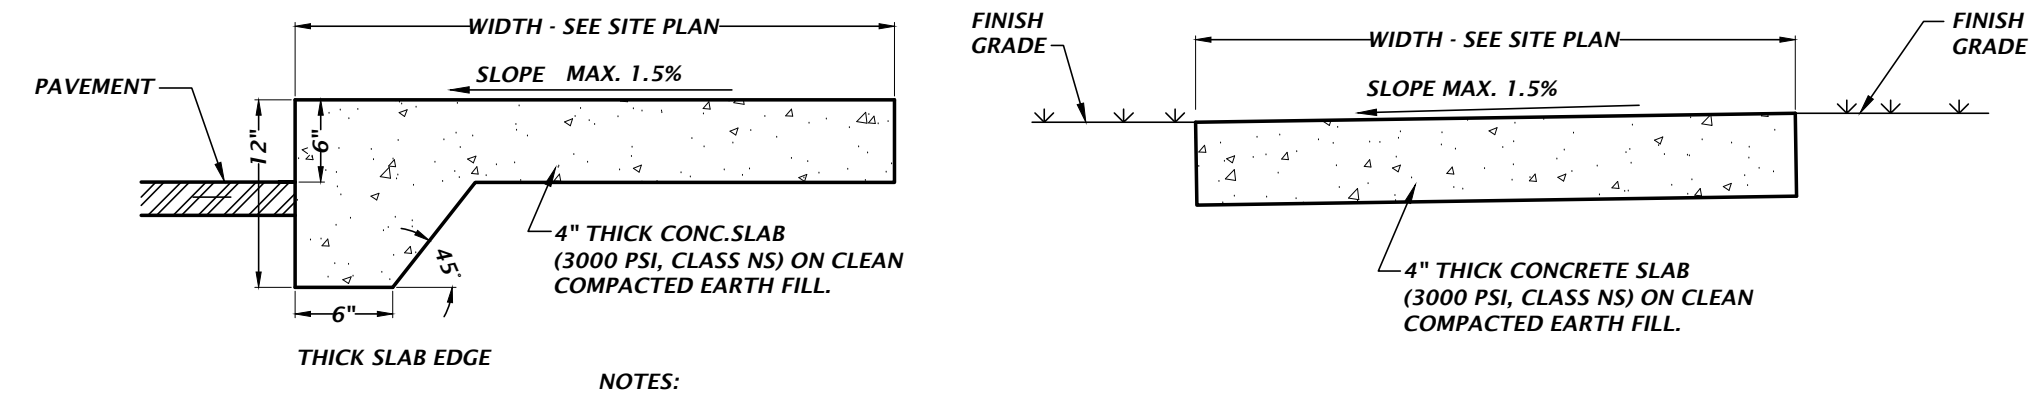 WIDTH - SEE SITE PLAN
SLOPE MAX. 1.5%
PAVEMENT
12"
6"
4" THICK CONC.SLAB
(3000 PSI, CLASS NS) ON CLEAN
COMPACTED EARTH FILL.
45°
6"
THICK SLAB EDGE
NOTES:
FINISH
GRADE
WIDTH - SEE SITE PLAN
SLOPE MAX. 1.5%
FINISH
GRADE
4" THICK CONCRETE SLAB
(3000 PSI, CLASS NS) ON CLEAN
COMPACTED EARTH FILL.